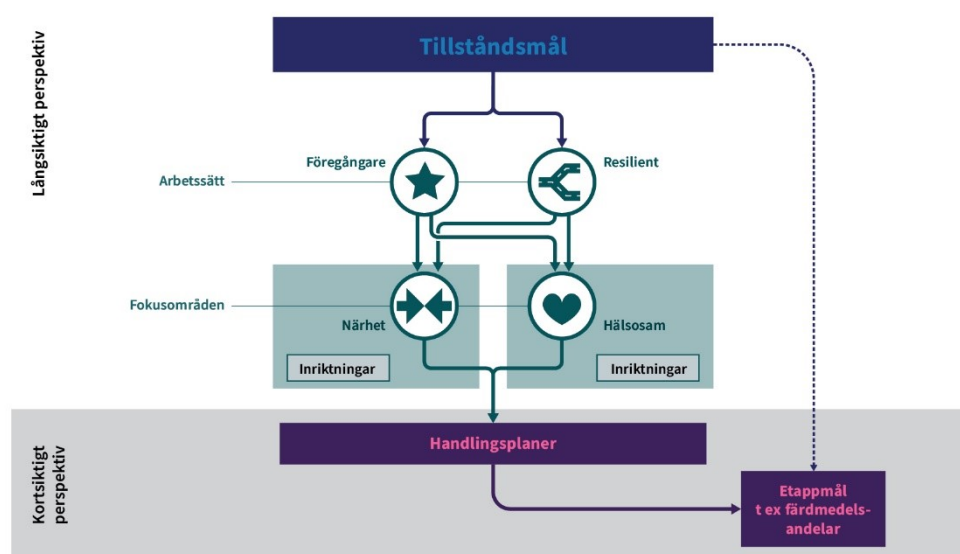 Långsiktigt perspektiv
Tillståndsmål
Föregångare
Resilient
Arbetssätt
Fokusområden
Närhet
Hälsosam
Inriktningar
Inriktningar
Kortsiktigt
perspektiv
Handlingsplaner
Etappmål
t ex färdmedels-
andelar